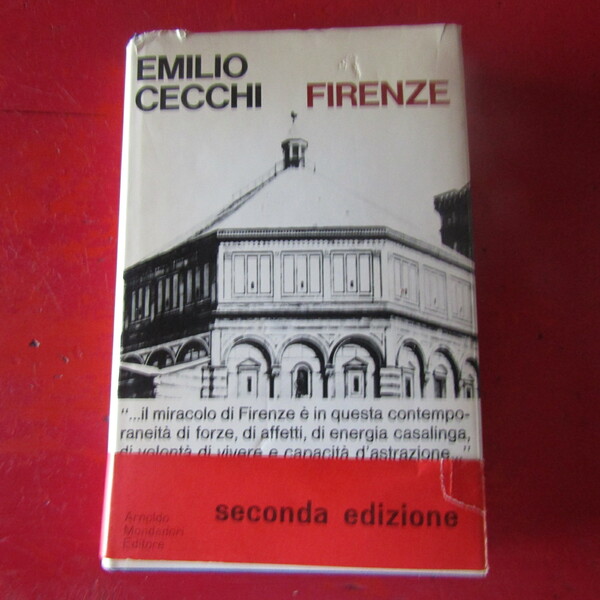 EMILIO
CECCHI FIRENZE
“...il miracolo di Firenze è in questa contempo-
raneità di forze, di affetti, di energia casalinga,
di volontà di vivere e capacità d'astrazione...”
seconda edizione
Arnoldo
Mondadori
Editore